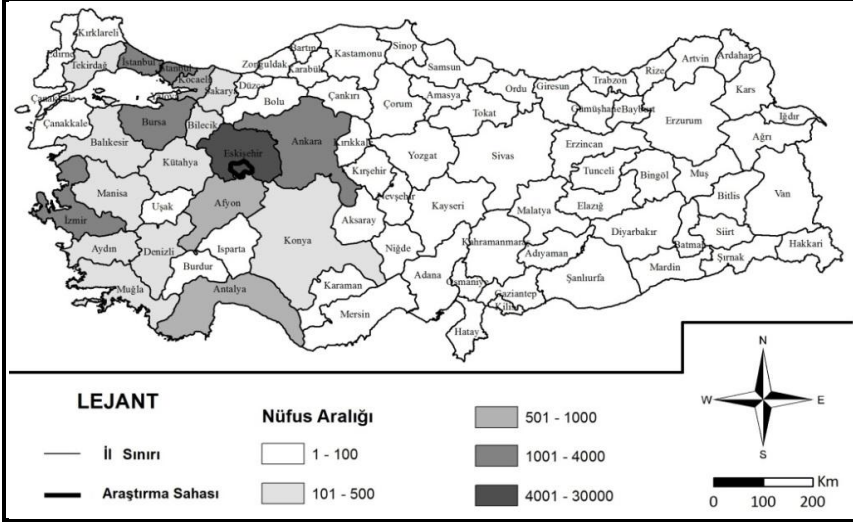 Kırklareli
Edirne
Tekirdağ
İstanbul
İstanbul
Kocaeli
Yalova
Sakarya
Düzce
Zonguldak
Bartın
Karabük
Kastamonu
Sinop
Samsun
Ordu
Giresun
Trabzon
Rize
Artvin
Ardahan
Kars
Iğdır
Çanakkale
Çanakkale
Bursa
Bilecik
Bolu
Çankırı
Çorum
Amasya
Tokat
Gümüşhane
Bayburt
Erzurum
Ağrı
Balıkesir
Kütahya
Eskişehir
Ankara
Kırıkkale
Yozgat
Sivas
Erzincan
Tunceli
Bingöl
Muş
Bitlis
Van
Manisa
Uşak
Afyon
Kırşehir
Nevşehir
Kayseri
Malatya
Elazığ
Diyarbakır
Batman
Siirt
Şırnak
Hakkari
İzmir
Aydın
Denizli
Isparta
Burdur
Konya
Aksaray
Niğde
Kahramanmaraş
Adıyaman
Şanlıurfa
Mardin
Muğla
Antalya
Karaman
Mersin
Adana
Osmaniye
Gaziantep
Kilis
Hatay
LEJANT
İl Sınırı
Araştırma Sahası
Nüfus Aralığı
1 - 100
101 - 500
501 - 1000
1001 - 4000
4001 - 30000
N
W
E
S
Km
0 100 200